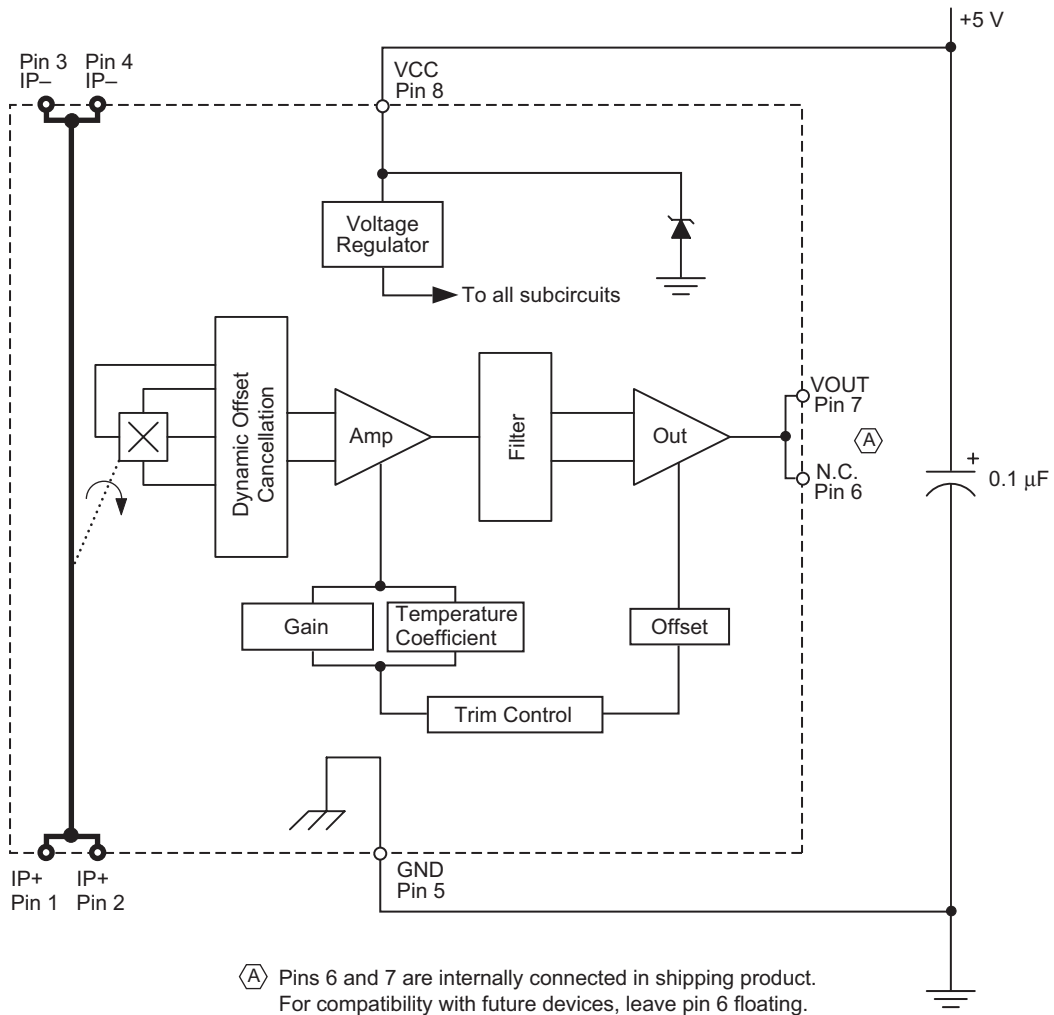 +5 V
Pin 3 Pin 4
IP– IP–
VCC
Pin 8
Voltage
Regulator
To all subcircuits
Dynamic Offset
Cancellation
Amp
Filter
Out
VOUT
Pin 7
A
N.C.
Pin 6
+
0.1 µF
Gain
Temperature
Coefficient
Offset
Trim Control
IP+ IP+
Pin 1 Pin 2
GND
Pin 5
A Pins 6 and 7 are internally connected in shipping product.
For compatibility with future devices, leave pin 6 floating.